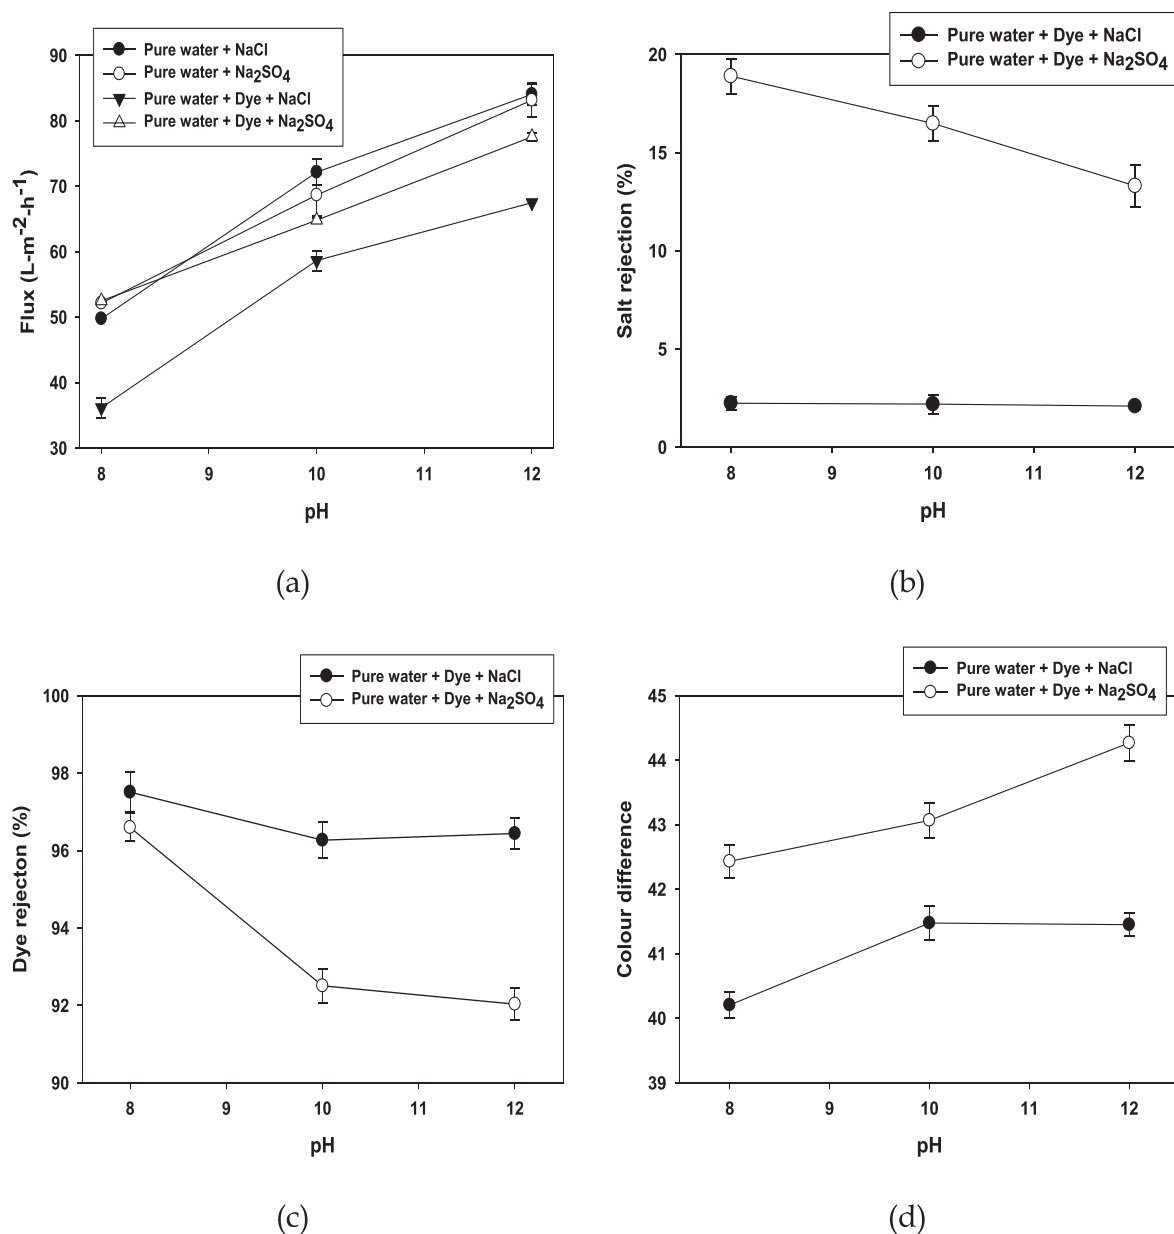 Pure water + NaCl
Pure water + Na2SO4
Pure water + Dye + NaCl
Pure water + Dye + Na2SO4
90
80
70
60
50
40
30
Flux (L-m-2-h-1)
8 9 10 11 12
pH
(a)
Pure water + Dye + NaCl
Pure water + Dye + Na2SO4
20
15
10
5
0
Salt rejection (%)
8 9 10 11 12
pH
(b)
Pure water + Dye + NaCl
Pure water + Dye + Na2SO4
100
98
96
94
92
90
Dye rejecton (%)
8 9 10 11 12
pH
(c)
Pure water + Dye + NaCl
Pure water + Dye + Na2SO4
45
44
43
42
41
40
39
Colour difference
8 9 10 11 12
pH
(d)